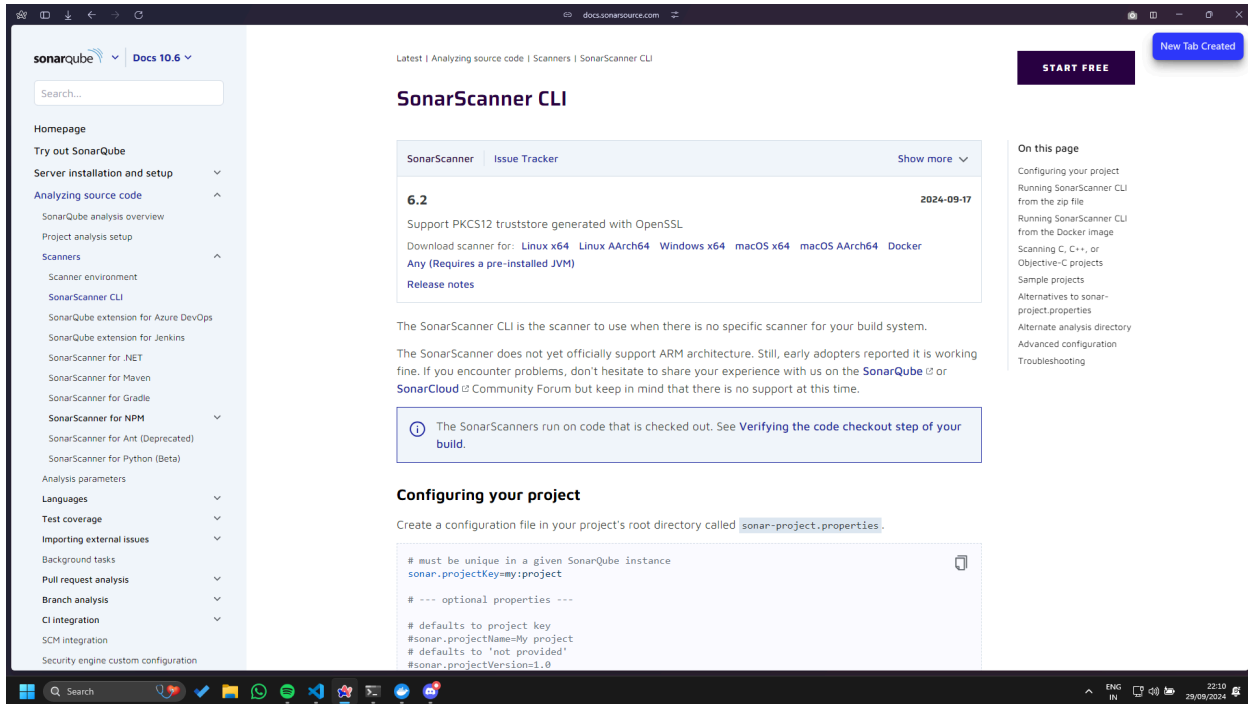 docs.sonarsource.com
New Tab Created
sonarqube
Docs 10.6
Search...
Homepage
Try out SonarQube
Server installation and setup
Analyzing source code
SonarQube analysis overview
Project analysis setup
Scanners
Scanner environment
SonarScanner CLI
SonarQube extension for Azure DevOps
SonarQube extension for Jenkins
SonarScanner for .NET
SonarScanner for Maven
SonarScanner for Gradle
SonarScanner for NPM
SonarScanner for Ant (Deprecated)
SonarScanner for Python (Beta)
Analysis parameters
Languages
Test coverage
Importing external issues
Background tasks
Pull request analysis
Branch analysis
CI integration
SCM integration
Security engine custom configuration
Latest | Analyzing source code | Scanners | SonarScanner CLI
SonarScanner CLI
SonarScanner Issue Tracker Show more
6.2 2024-09-17
Support PKCS12 truststore generated with OpenSSL
Download scanner for: Linux x64 Linux AArch64 Windows x64 macOS x64 macOS AArch64 Docker
Any (Requires a pre-installed JVM)
Release notes
The SonarScanner CLI is the scanner to use when there is no specific scanner for your build system.
The SonarScanner does not yet officially support ARM architecture. Still, early adopters reported it is working
fine. If you encounter problems, don't hesitate to share your experience with us on the SonarQube or
SonarCloud Community Forum but keep in mind that there is no support at this time.
The SonarScanners run on code that is checked out. See Verifying the code checkout step of your
build.
Configuring your project
Create a configuration file in your project's root directory called sonar-project.properties.
# must be unique in a given SonarQube instance
sonar.projectKey=my:project
# --- optional properties ---
# defaults to project key
#sonar.projectName=My project
# defaults to 'not provided'
#sonar.projectVersion=1.0
START FREE
On this page
Configuring your project
Running SonarScanner CLI
from the zip file
Running SonarScanner CLI
from the Docker image
Scanning C, C++, or
Objective-C projects
Sample projects
Alternatives to sonar-
project.properties
Alternate analysis directory
Advanced configuration
Troubleshooting
Search
ENG
IN
22:10
29/09/2024